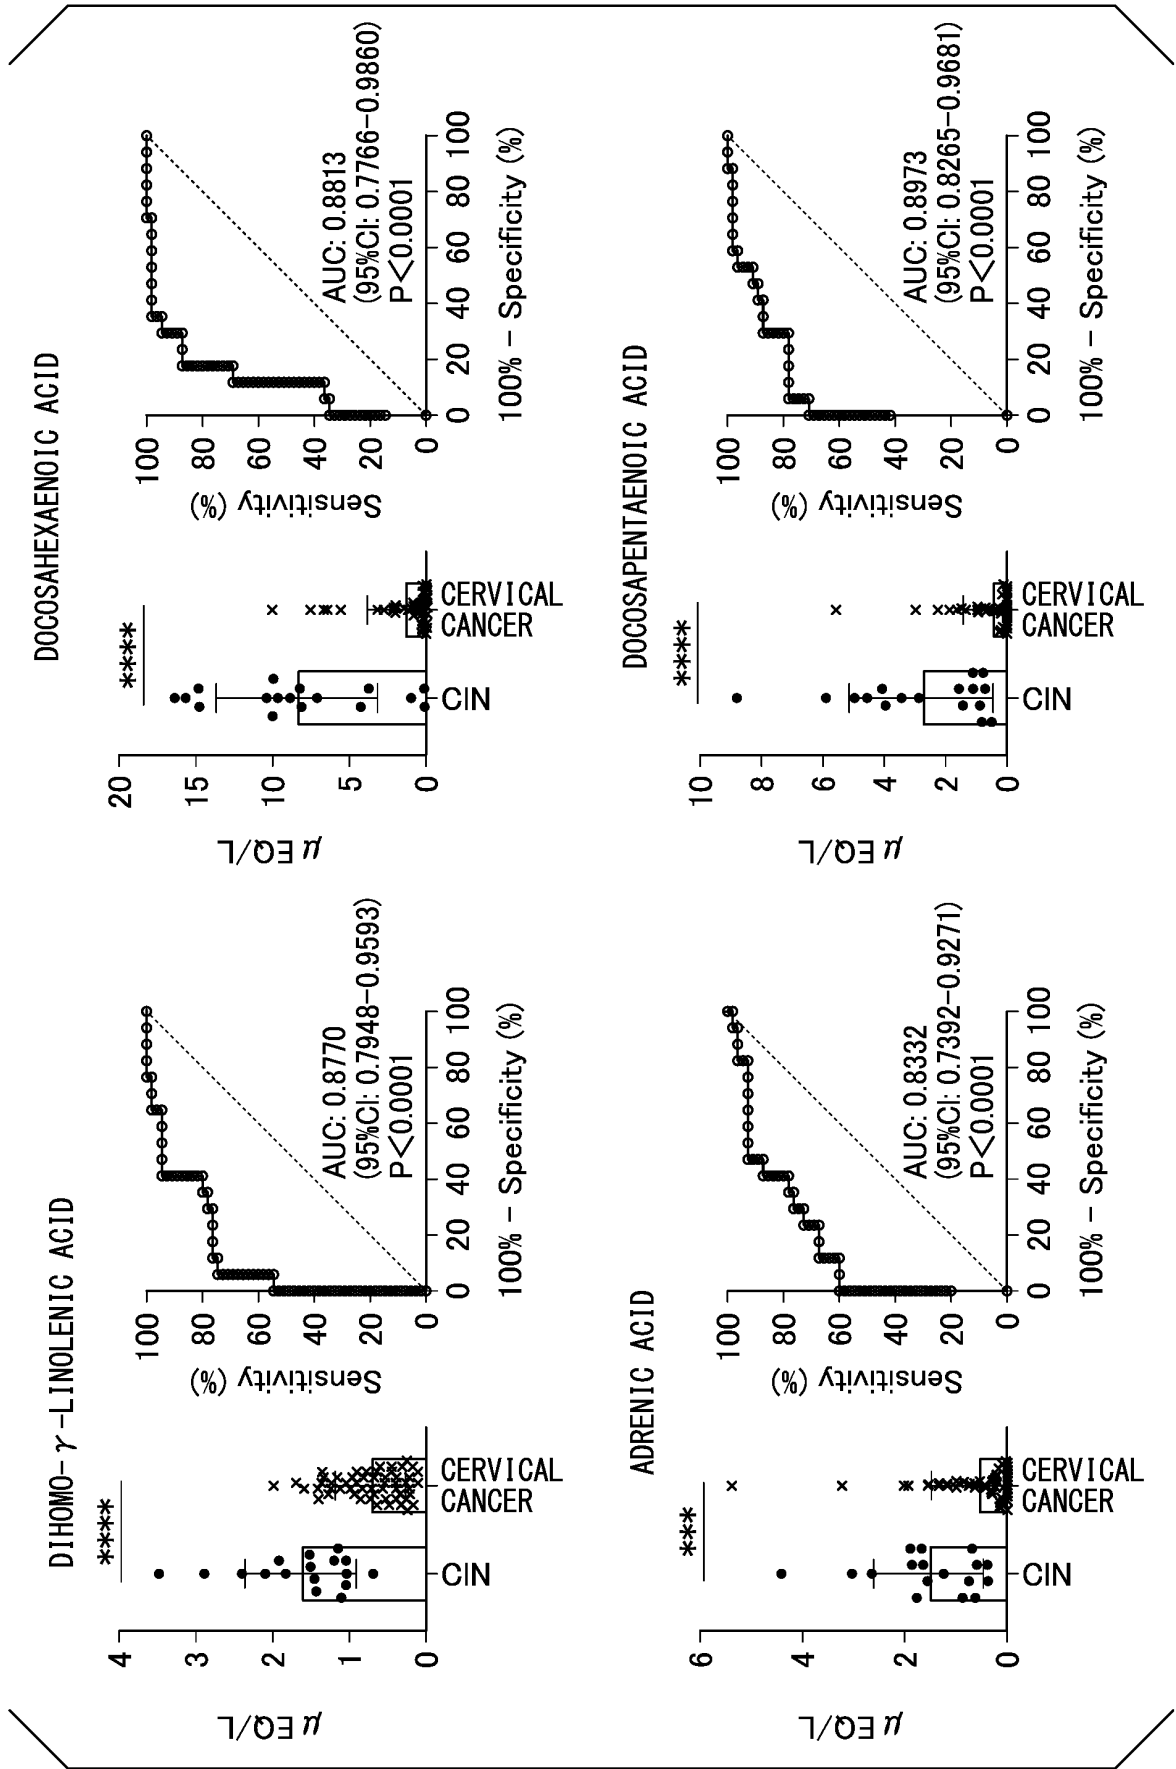 DIHOMO-γ-LINOLENIC ACID
****
μEQ/L
4
3
2
1
0
CIN
CERVICAL
CANCER
Sensitivity (%)
100
80
60
40
20
0
AUC: 0.8770
(95%CI: 0.7948-0.9593)
P<0.0001
0 20 40 60 80 100
100% - Specificity (%)
DOCOSAHEXAENOIC ACID
****
μEQ/L
20
15
10
5
0
CIN
CERVICAL
CANCER
Sensitivity (%)
100
80
60
40
20
0
AUC: 0.8813
(95%CI: 0.7766-0.9860)
P<0.0001
0 20 40 60 80 100
100% - Specificity (%)
ADRENIC ACID
***
μEQ/L
6
4
2
0
CIN
CERVICAL
CANCER
Sensitivity (%)
100
80
60
40
20
0
AUC: 0.8332
(95%CI: 0.7392-0.9271)
P<0.0001
0 20 40 60 80 100
100% - Specificity (%)
DOCOSAPENTAENOIC ACID
****
μEQ/L
10
8
6
4
2
0
CIN
CERVICAL
CANCER
Sensitivity (%)
100
80
60
40
20
0
AUC: 0.8973
(95%CI: 0.8265-0.9681)
P<0.0001
0 20 40 60 80 100
100% - Specificity (%)